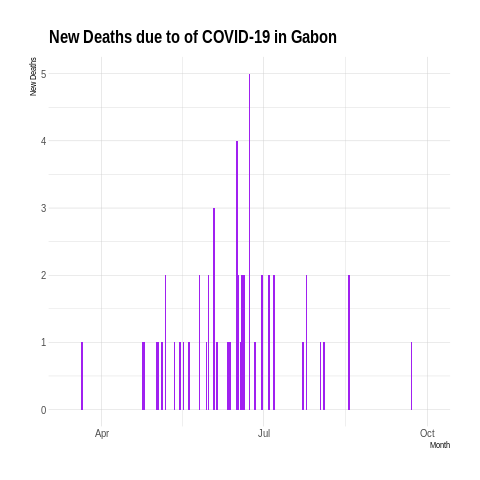 New Deaths due to of COVID-19 in Gabon
New Deaths
5
4
3
2
1
0
Apr
Jul
Oct
Month